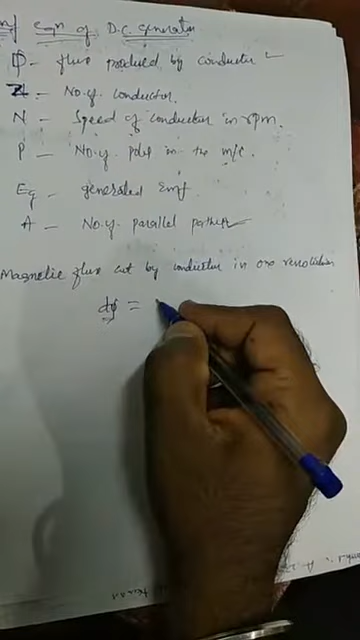 emf eqn of D.C. generator
Φ - flux produced by conductor
Z - No. of conductor.
N - Speed of conductor in rpm.
P - No. of poles in the m/c.
Eg - generated Emf.
A - No. of parallel paths
Magnetic flux cut by conductor in one revolution
dφ =